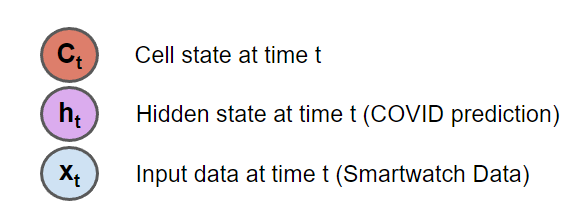 Ct Cell state at time t
ht Hidden state at time t (COVID prediction)
xt Input data at time t (Smartwatch Data)